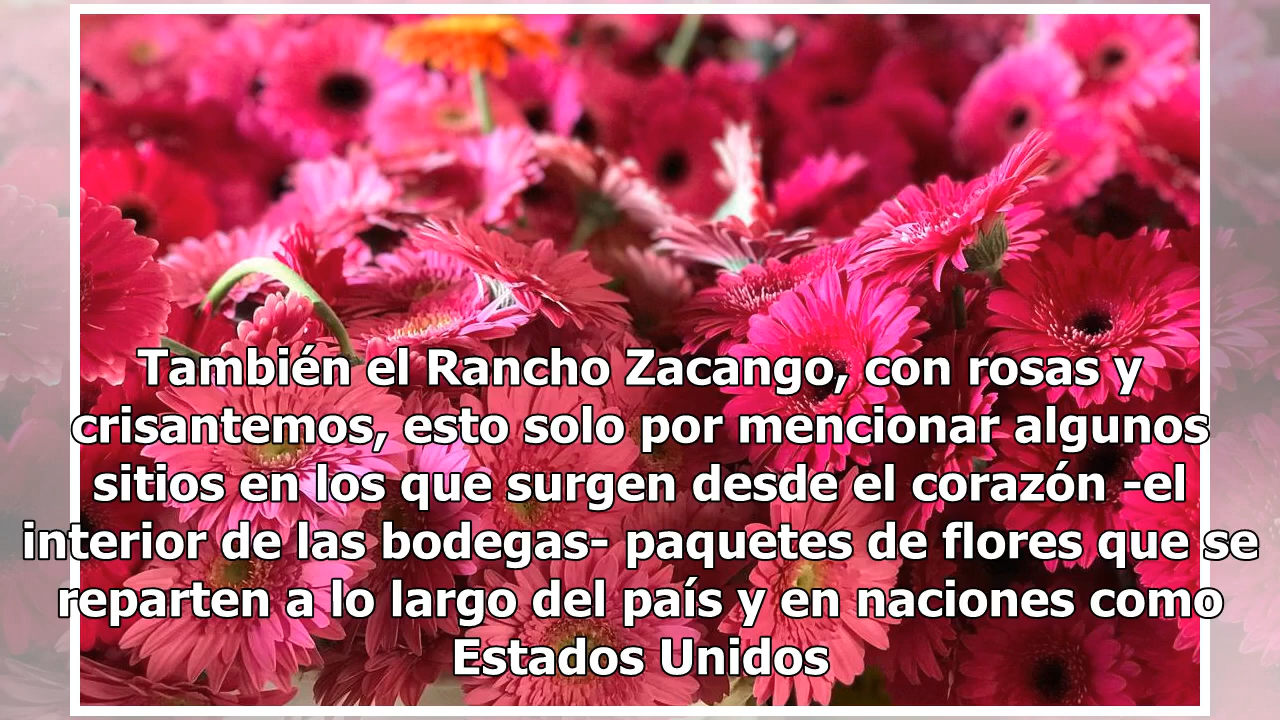 También el Rancho Zacango, con rosas y
crisantemos, esto solo por mencionar algunos
sitios en los que surgen desde el corazón -el
interior de las bodegas- paquetes de flores que se
reparten a lo largo del país y en naciones como
Estados Unidos